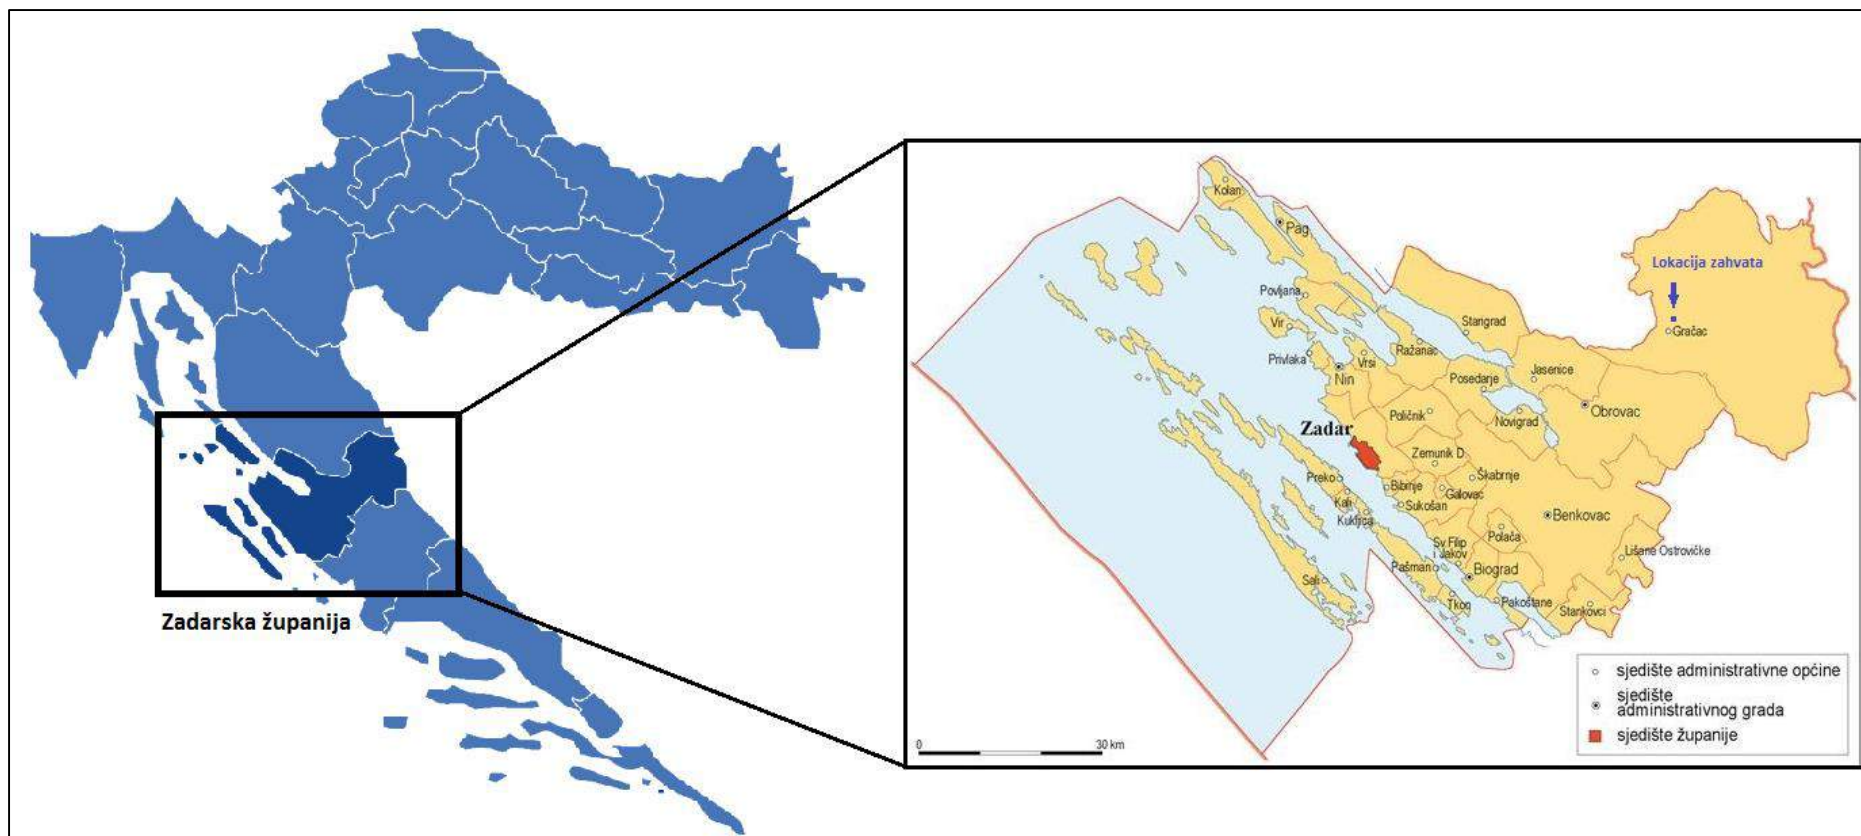 Zadarska županija
Kolan
Pag
Lokacija zahvata
Povljana
Gračac
Vir
Starigrad
Privlaka
Vrsi
Ražanac
Nin
Posedarje
Jasenice
Poličnik
Novigrad
Obrovac
Zadar
Zemunik D
Škabrnje
Preko
Bibinje
Galovac
Kali
Sukošan
Kukljica
Benkovac
Polača
Sv Filip
i Jakov
Lišane Ostrovičke
Pašman
Biograd
Sali
Tkon
Pakoštane
Stankovci
sjedište administrativne općine
sjedište
administrativnog grada
sjedište županije
0
30 km